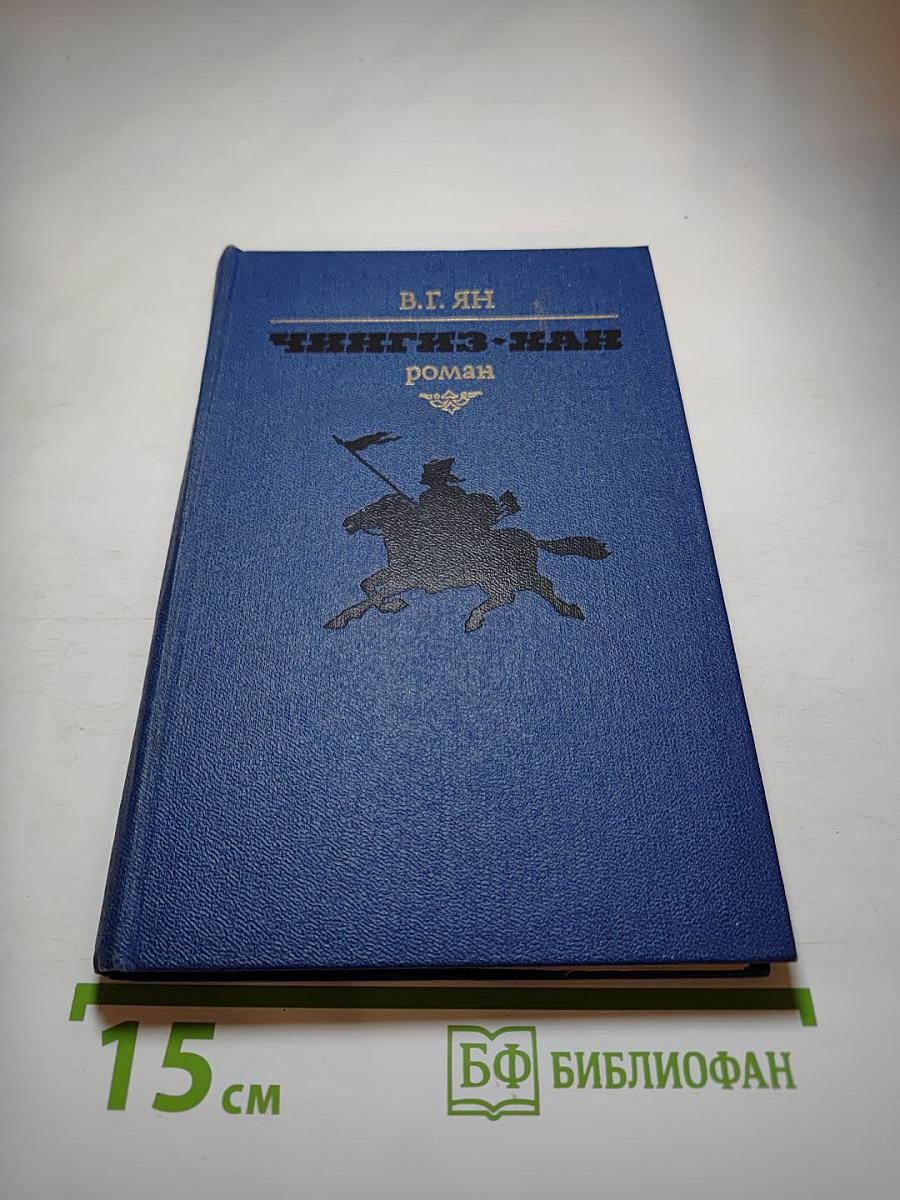 В.Г. ЯН
ЧИНГИЗ-ХАН
роман
15 см
БФ БИБЛИОФАН